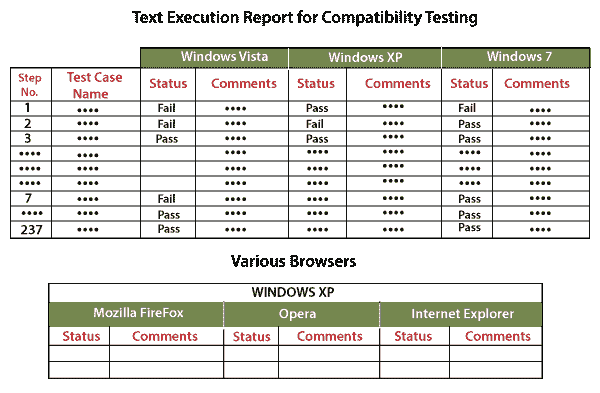 Text Execution Report for Compatibility Testing
Windows Vista Windows XP Windows 7
Step No. Test Case Name Status Comments Status Comments Status Comments
1 •••• Fail •••• Pass •••• Fail ••••
2 •••• Fail •••• Fail •••• Pass ••••
3 •••• Pass •••• Pass •••• Pass ••••
•••• •••• •••• •••• •••• ••••
•••• •••• •••• •••• •••• ••••
•••• •••• •••• •••• •••• ••••
7 •••• Fail •••• •••• •••• Pass ••••
•••• •••• Pass •••• •••• •••• Pass ••••
237 •••• Pass •••• •••• •••• Pass ••••
Various Browsers
WINDOWS XP
Mozilla FireFox Opera Internet Explorer
Status Comments Status Comments Status Comments